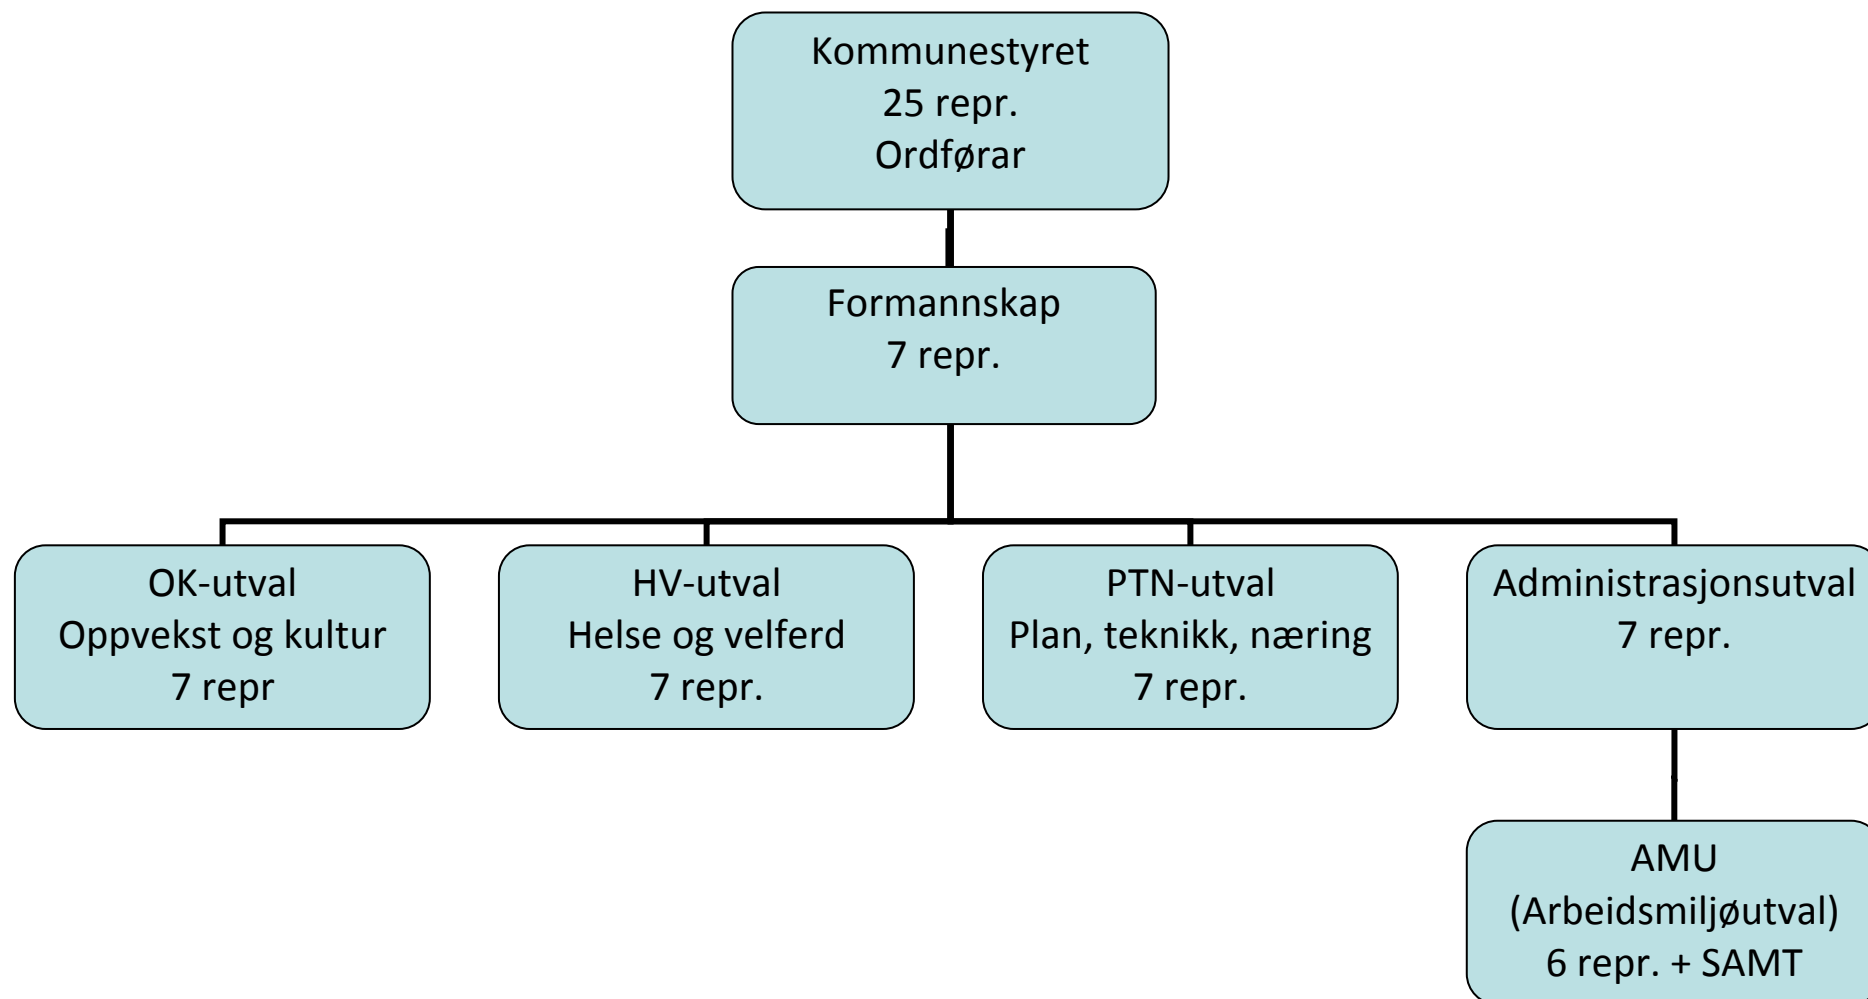 Kommunestyret
25 repr.
Ordførar
Formannskap
7 repr.
OK-utval
Oppvekst og kultur
7 repr
HV-utval
Helse og velferd
7 repr.
PTN-utval
Plan, teknikk, næring
7 repr.
Administrasjonsutval
7 repr.
AMU
(Arbeidsmiljøutval)
6 repr. + SAMT